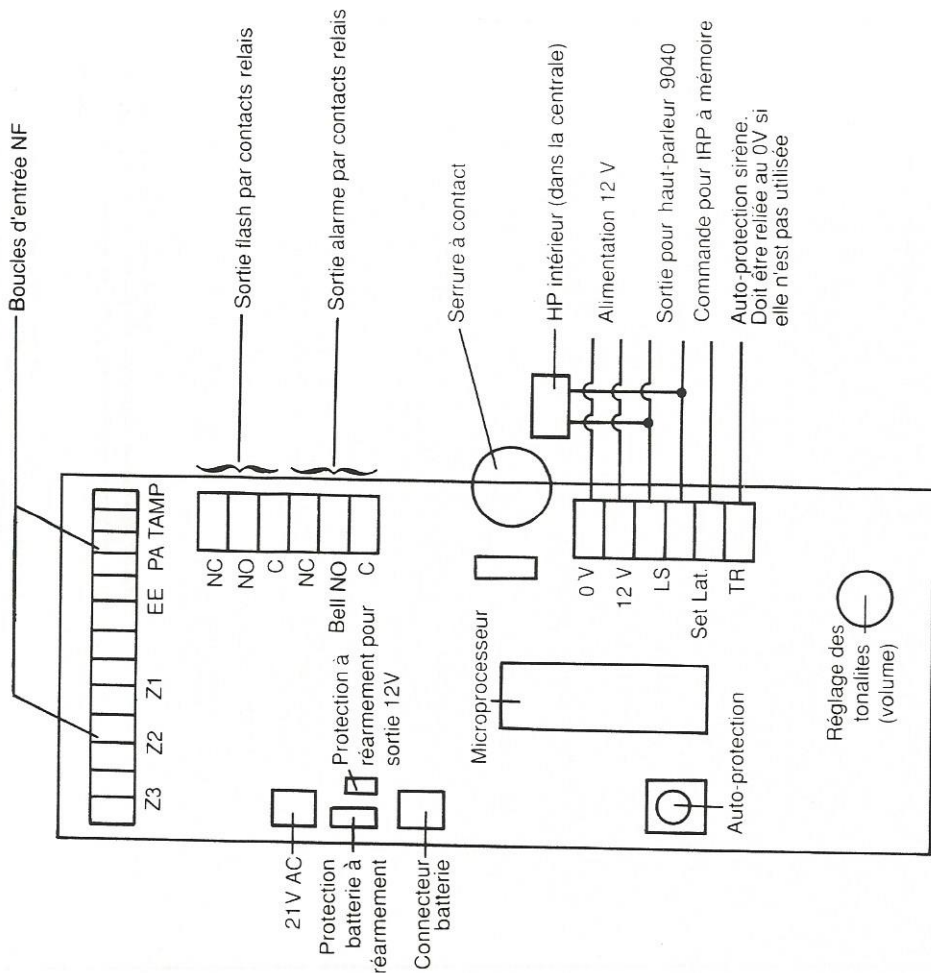 Boucles d'entrée NF
Z3
Z2
Z1
EE
PA
TAMP
NC
NO
C
NC
Bell NO
C
Sortie flash par contacts relais
Sortie alarme par contacts relais
21V AC
Protection
batterie à
réarmement
Protection à
réarmement pour
sortie 12V
Connecteur
batterie
Microprocesseur
Serrure à contact
HP intérieur (dans la centrale)
0 V
12 V
LS
Set Lat.
TR
Alimentation 12 V
Sortie pour haut-parleur 9040
Commande pour IRP à mémoire
Auto-protection sirène.
Doit être reliée au 0V si
elle n'est pas utilisée
Auto-protection
Réglage des
tonalites
(volume)